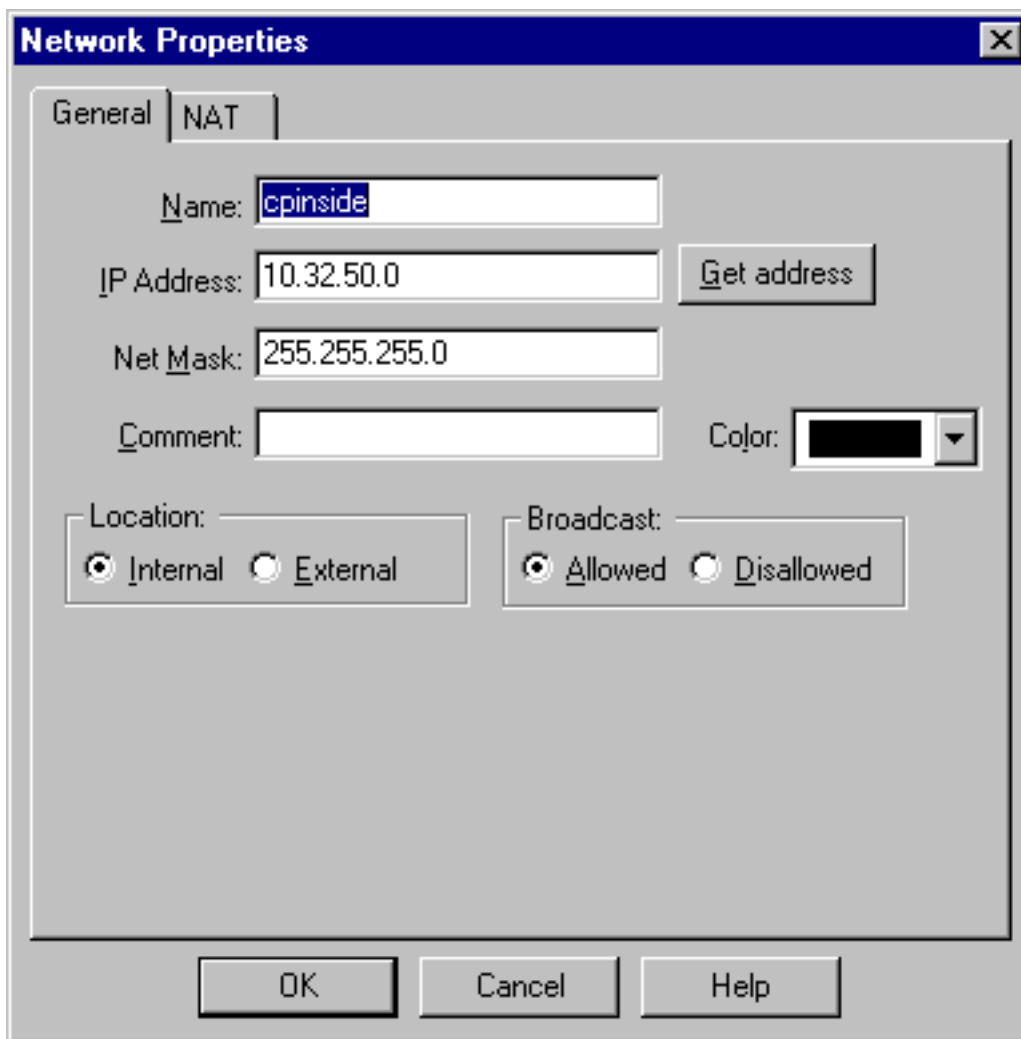 Network Properties
General NAT
Name: cpinside
IP Address: 10.32.50.0 Get address
Net Mask: 255.255.255.0
Comment: Color:
Location: Broadcast:
Internal External Allowed Disallowed
OK Cancel Help